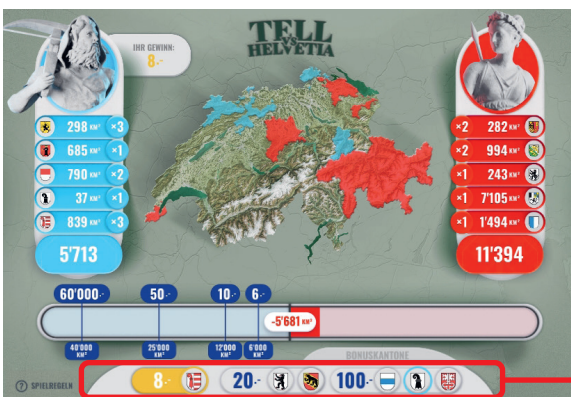 TELL
VS
HELVETIA
IHR GEWINN:
8.-
298 KM² ×3
685 KM² ×1
790 KM² ×2
37 KM² ×1
839 KM² ×3
5'713
×2 282 KM²
×2 994 KM²
×1 243 KM²
×1 7'105 KM²
×1 1'494 KM²
11'394
60'000.- 50.- 10.- 6.-
-5'681 KM²
40'000 KM² 25'000 KM² 12'000 KM² 6'000 KM²
BONUSKANTONE
? SPIELREGELN
8.- 20.- 100.-